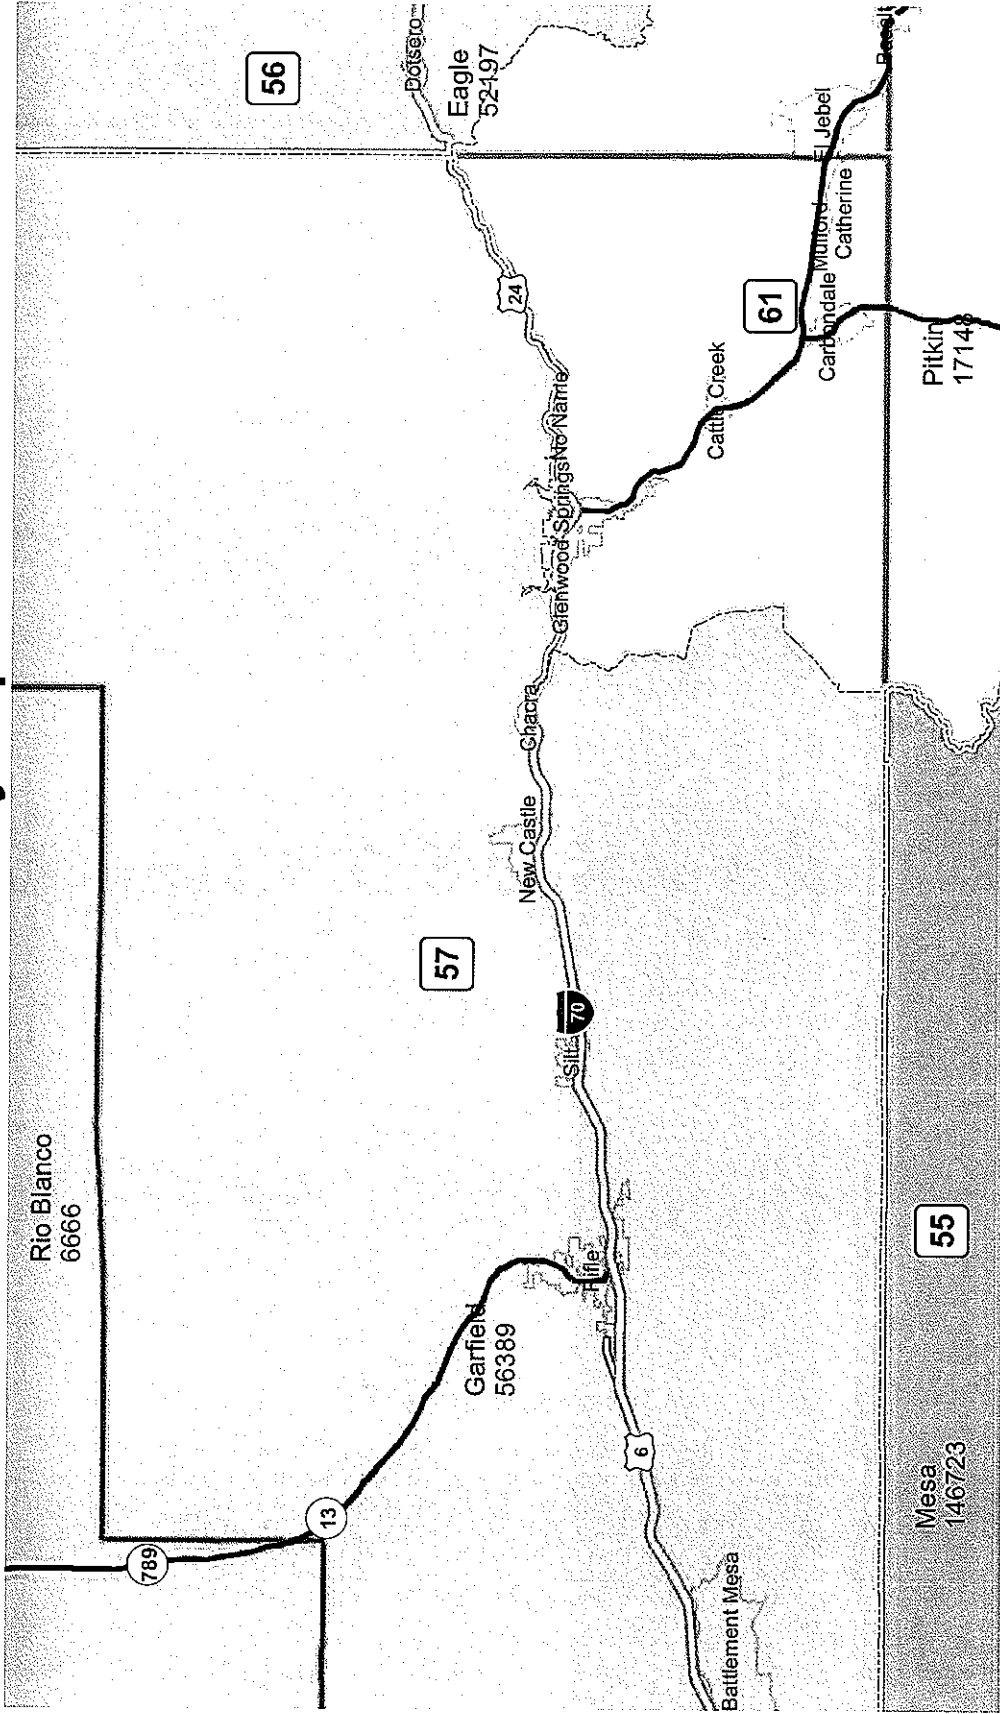 Rio Blanco
6666
789
13
Garfield
56389
57
56
Dotsero
Eagle
52197
24
No Name
Glenwood Springs
Chacra
New Castle
70
Silt
Rifle
6
Battlement Mesa
Cattle Creek
61
Carbondale
Mulford
El Jebel
Catherine
Pitkin
17148
55
Mesa
146723